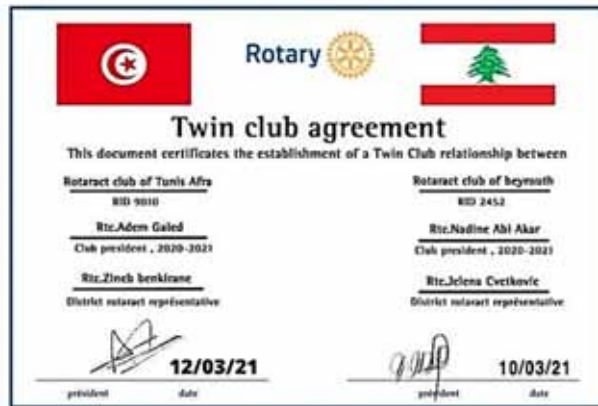 Rotary
Twin club agreement
This document certificates the establishment of a Twin Club relationship between
Rotaract club of Tunis Afra
RID 9010
Rtc.Adem Galed
Club president , 2020-2021
Rtc.Zineb benkirane
District rotaract représentative
Rotaract club of beyrouth
RID 2452
Rtc.Nadine Abi Akar
Club president , 2020-2021
Rtc.Jelena Cvetkovic
District rotaract représentative
12/03/21
président date
10/03/21
président date